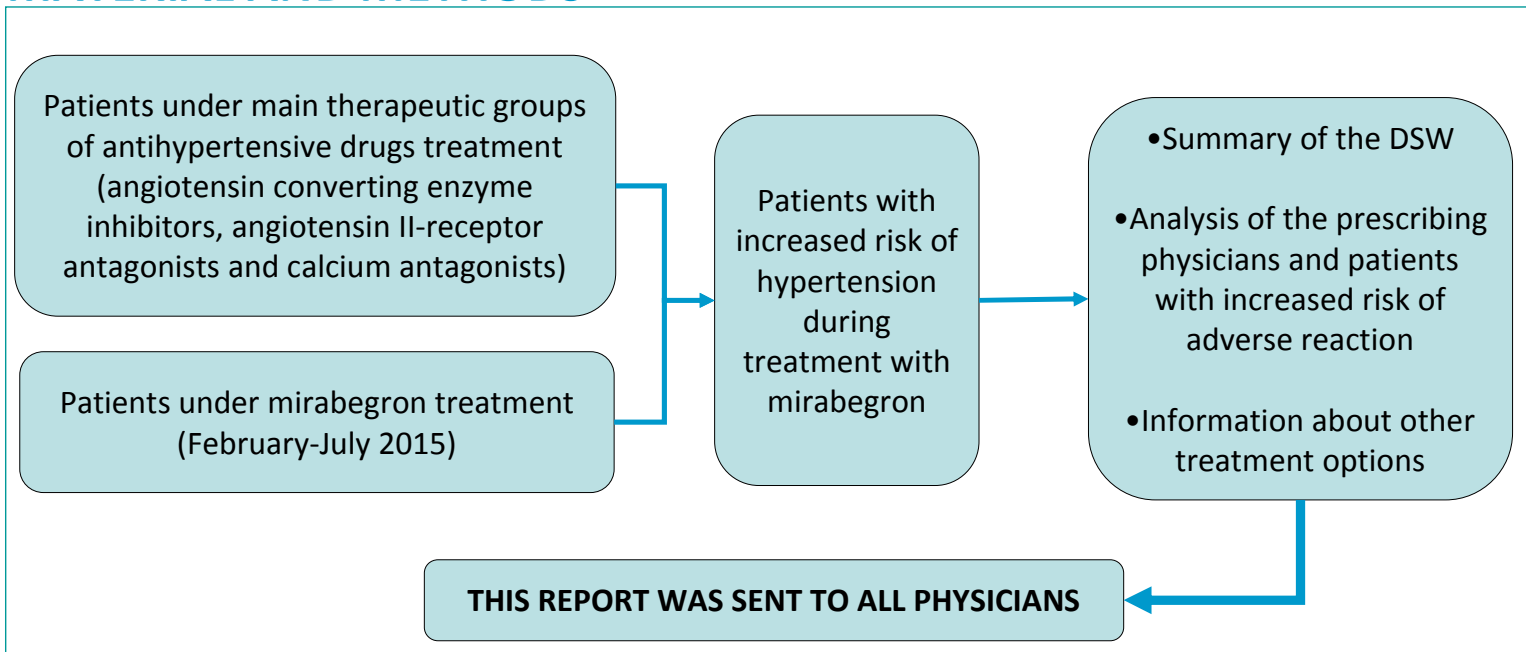 Patients under main therapeutic groups
of antihypertensive drugs treatment
(angiotensin converting enzyme
inhibitors, angiotensin II-receptor
antagonists and calcium antagonists)
Patients under mirabegron treatment
(February-July 2015)
Patients with
increased risk of
hypertension
during
treatment with
mirabegron
•Summary of the DSW
•Analysis of the prescribing
physicians and patients
with increased risk of
adverse reaction
•Information about other
treatment options
THIS REPORT WAS SENT TO ALL PHYSICIANS